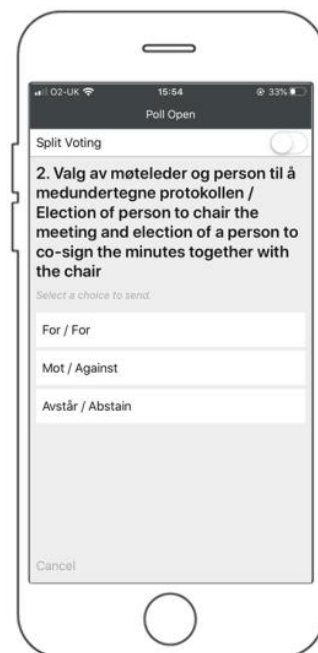 O2-UK 15:54 33%
Poll Open
Split Voting
2. Valg av møteleder og person til å
medundertegne protokollen /
Election of person to chair the
meeting and election of a person to
co-sign the minutes together with
the chair
Select a choice to send.
For / For
Mot / Against
Avstår / Abstain
Cancel